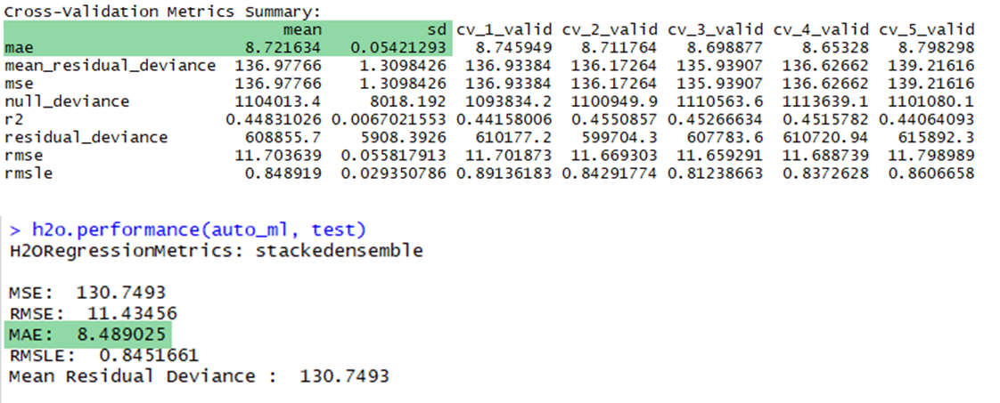 Cross-Validation Metrics Summary:
mean sd cv_1_valid cv_2_valid cv_3_valid cv_4_valid cv_5_valid
mae 8.721634 0.05421293 8.745949 8.711764 8.698877 8.65328 8.798298
mean_residual_deviance 136.97766 1.3098426 136.93384 136.17264 135.93907 136.62662 139.21616
mse 136.97766 1.3098426 136.93384 136.17264 135.93907 136.62662 139.21616
null_deviance 1104013.4 8018.192 1093834.2 1100949.9 1110563.6 1113639.1 1101080.1
r2 0.44831026 0.0067021553 0.44158006 0.4550857 0.45266634 0.4515782 0.44064093
residual_deviance 608855.7 5908.3926 610177.2 599704.3 607783.6 610720.94 615892.3
rmse 11.703639 0.055817913 11.701873 11.669303 11.659291 11.688739 11.798989
rmsle 0.848919 0.029350786 0.89136183 0.84291774 0.81238663 0.8372628 0.8606658
> h2o.performance(auto_ml, test)
H2ORegressionMetrics: stackedensemble
MSE: 130.7493
RMSE: 11.43456
MAE: 8.489025
RMSLE: 0.8451661
Mean Residual Deviance : 130.7493